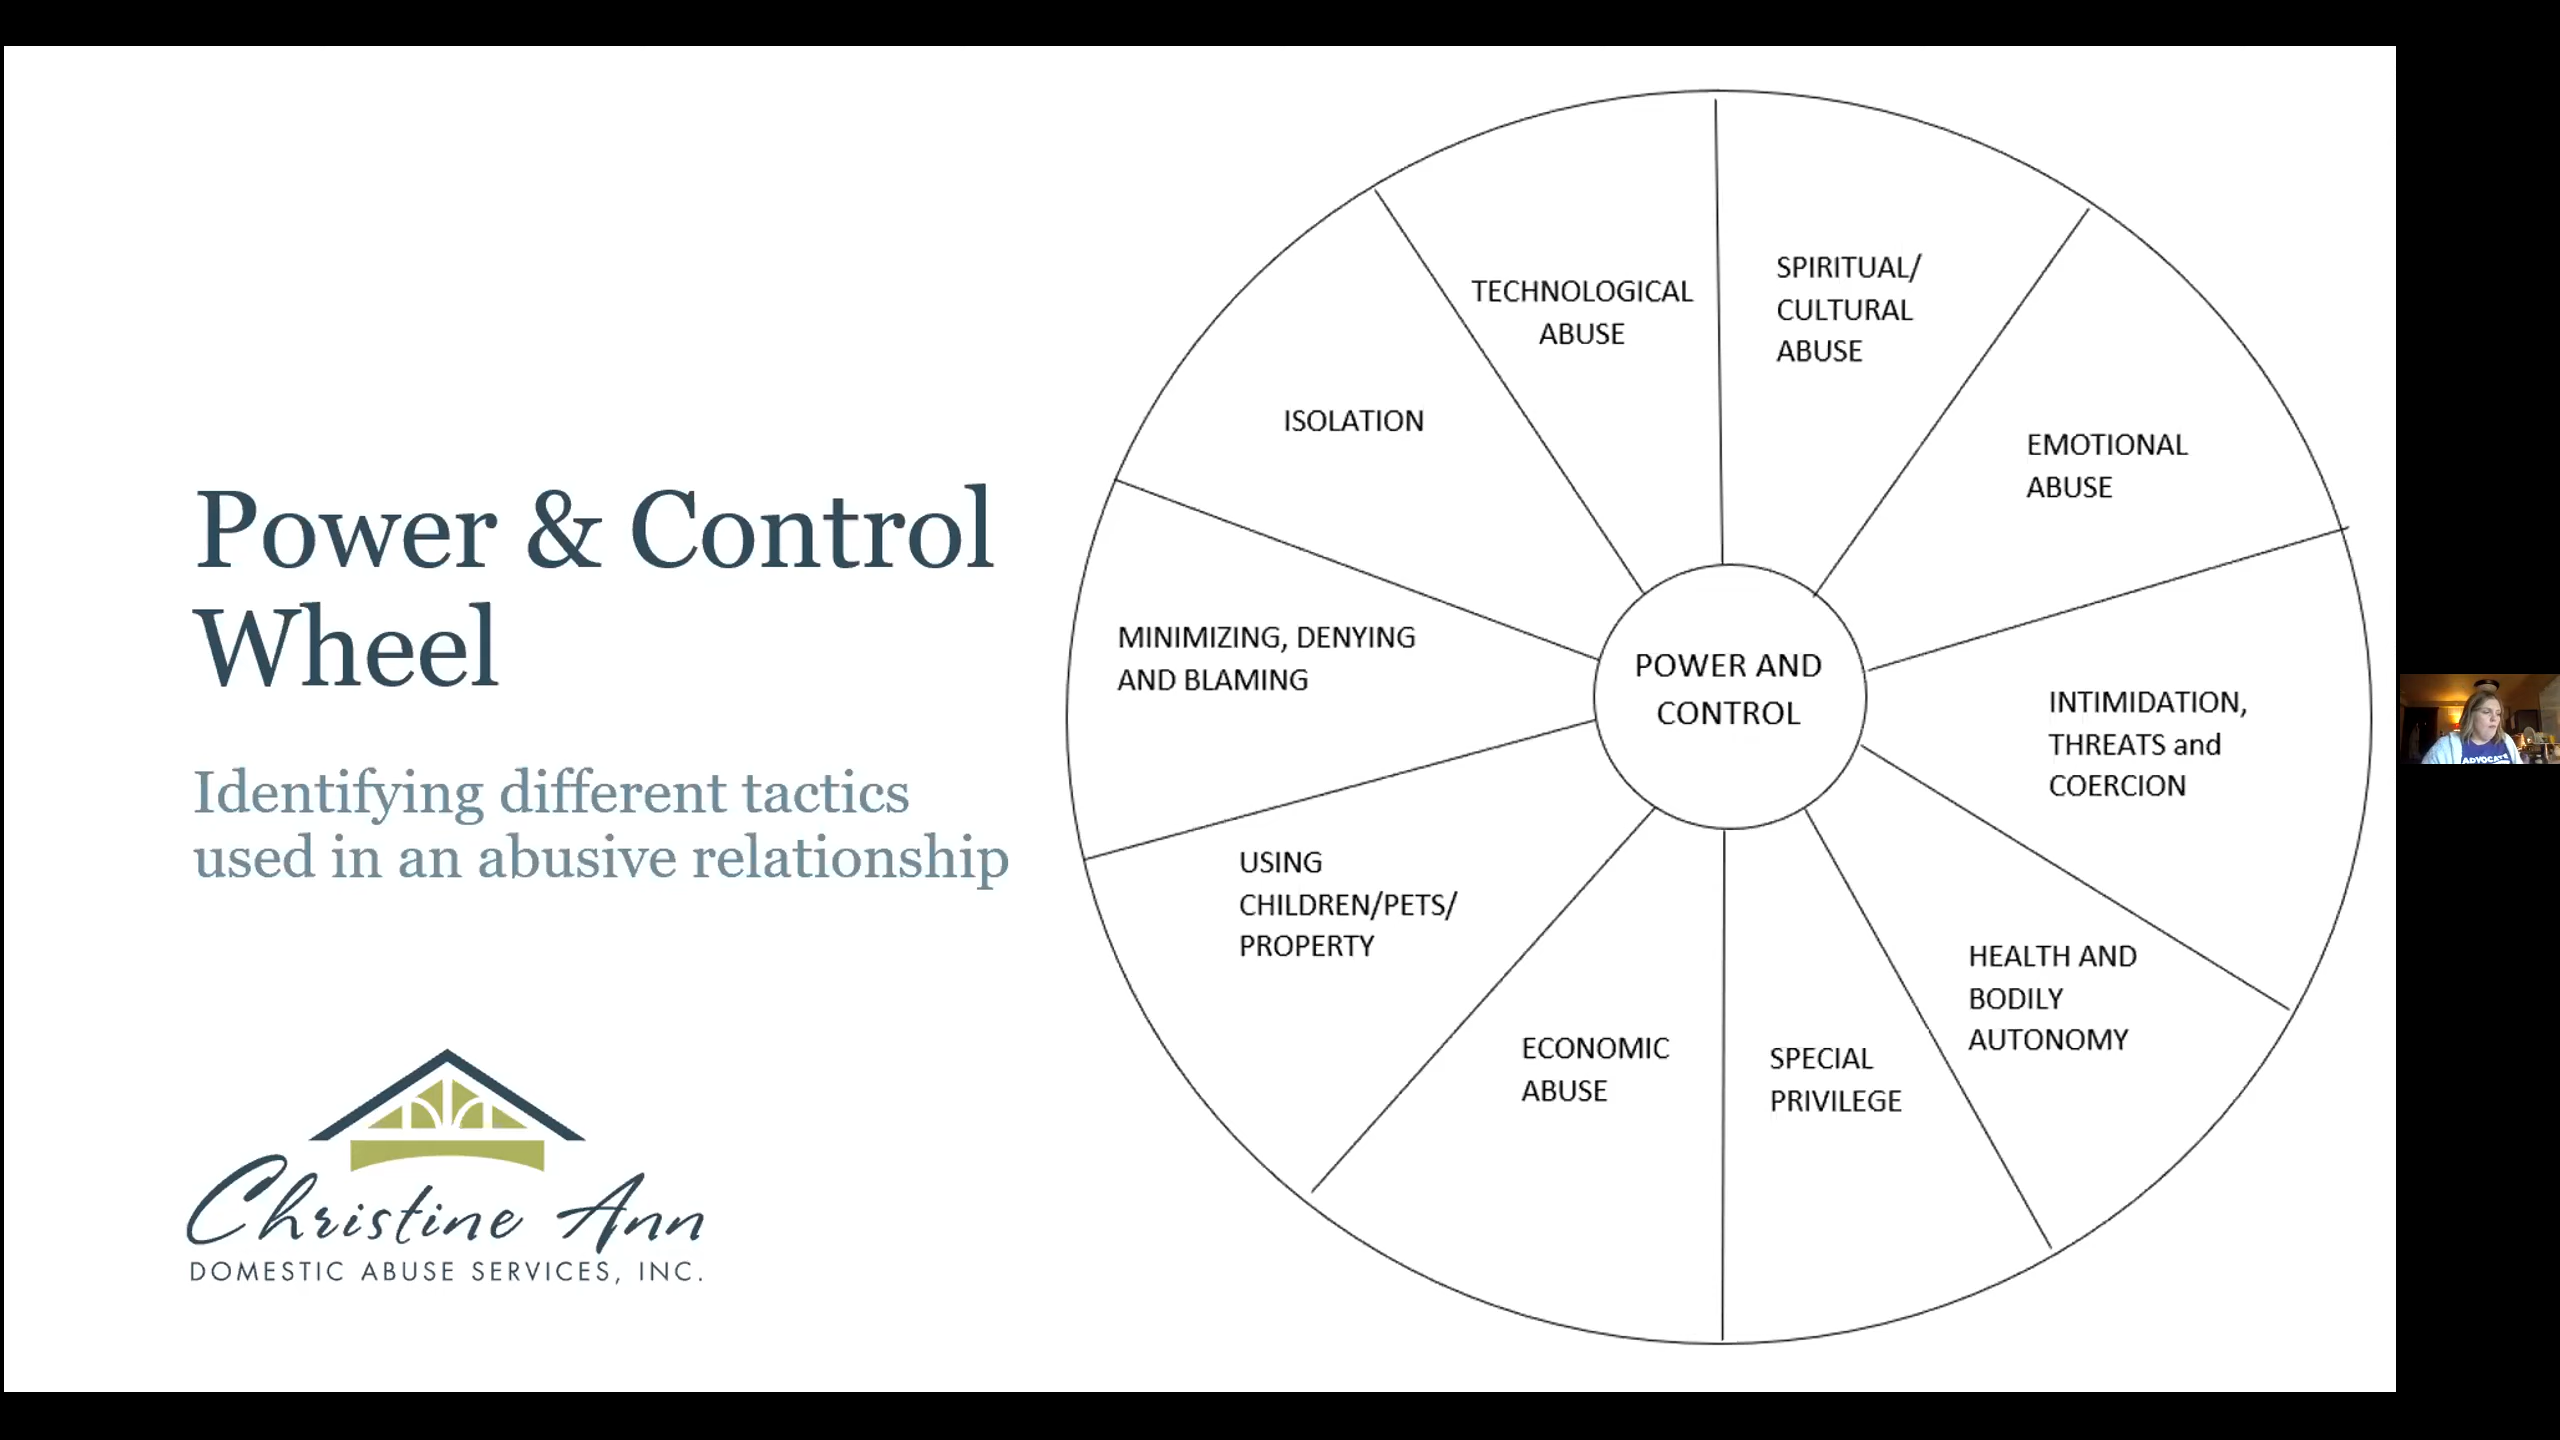 Power & Control
Wheel
Identifying different tactics
used in an abusive relationship
Christine Ann
DOMESTIC ABUSE SERVICES, INC.
TECHNOLOGICAL
ABUSE
SPIRITUAL/
CULTURAL
ABUSE
EMOTIONAL
ABUSE
INTIMIDATION,
THREATS and
COERCION
HEALTH AND
BODILY
AUTONOMY
SPECIAL
PRIVILEGE
ECONOMIC
ABUSE
USING
CHILDREN/PETS/
PROPERTY
MINIMIZING, DENYING
AND BLAMING
ISOLATION
POWER AND
CONTROL
ADVOCATE